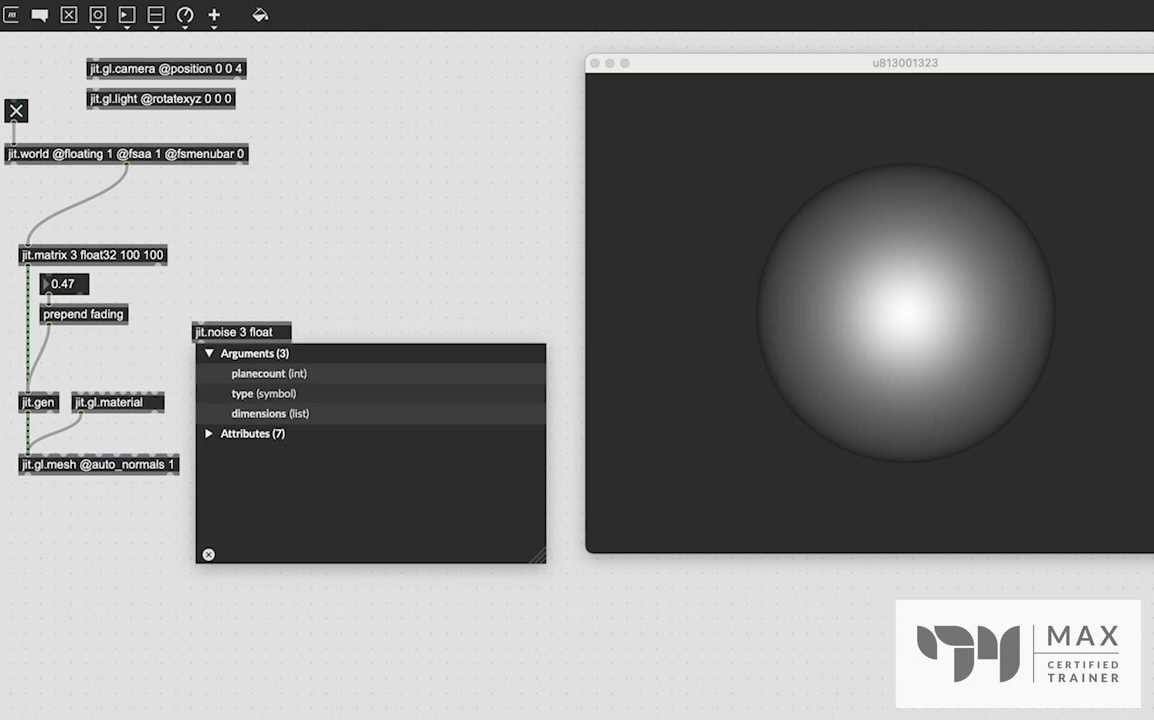 m
jit.gl.camera @position 0 0 4
u813001323
jit.gl.light @rotatexyz 0 0 0
jit.world @floating 1 @fsaa 1 @fsmenubar 0
jit.matrix 3 float32 100 100
0.47
prepend fading
jit.noise 3 float
Arguments (3)
planecount (int)
type (symbol)
dimensions (list)
Attributes (7)
jit.gen
jit.gl.material
jit.gl.mesh @auto_normals 1
MAX
CERTIFIED
TRAINER